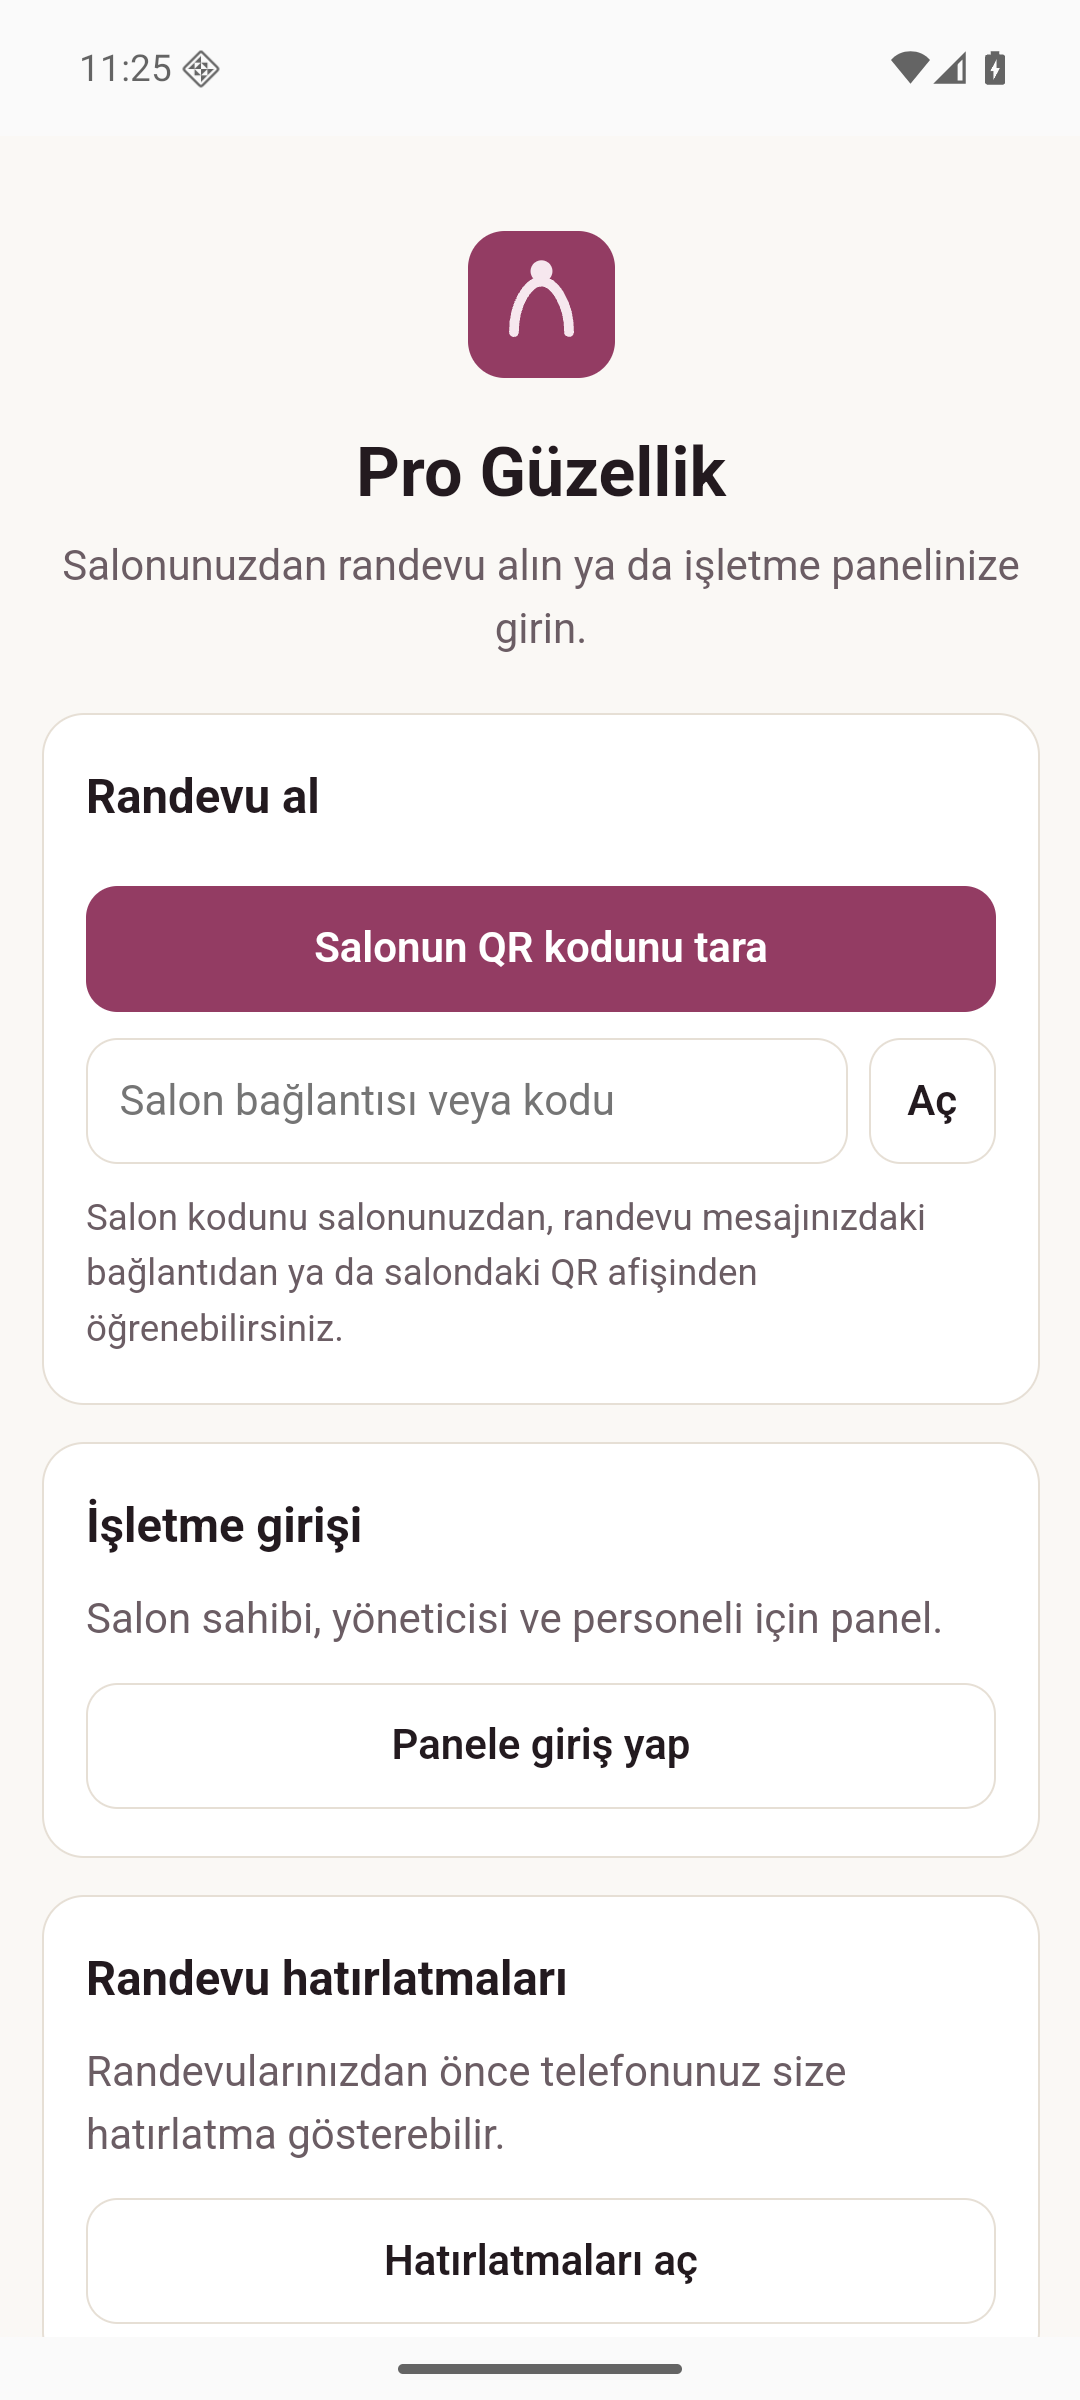 11:25
Pro Güzellik
Salonunuzdan randevu alın ya da işletme panelinize
girin.
Randevu al
Salonun QR kodunu tara
Salon bağlantısı veya kodu
Aç
Salon kodunu salonunuzdan, randevu mesajınızdaki
bağlantıdan ya da salondaki QR afişinden
öğrenebilirsiniz.
İşletme girişi
Salon sahibi, yöneticisi ve personeli için panel.
Panele giriş yap
Randevu hatırlatmaları
Randevularınızdan önce telefonunuz size
hatırlatma gösterebilir.
Hatırlatmaları aç